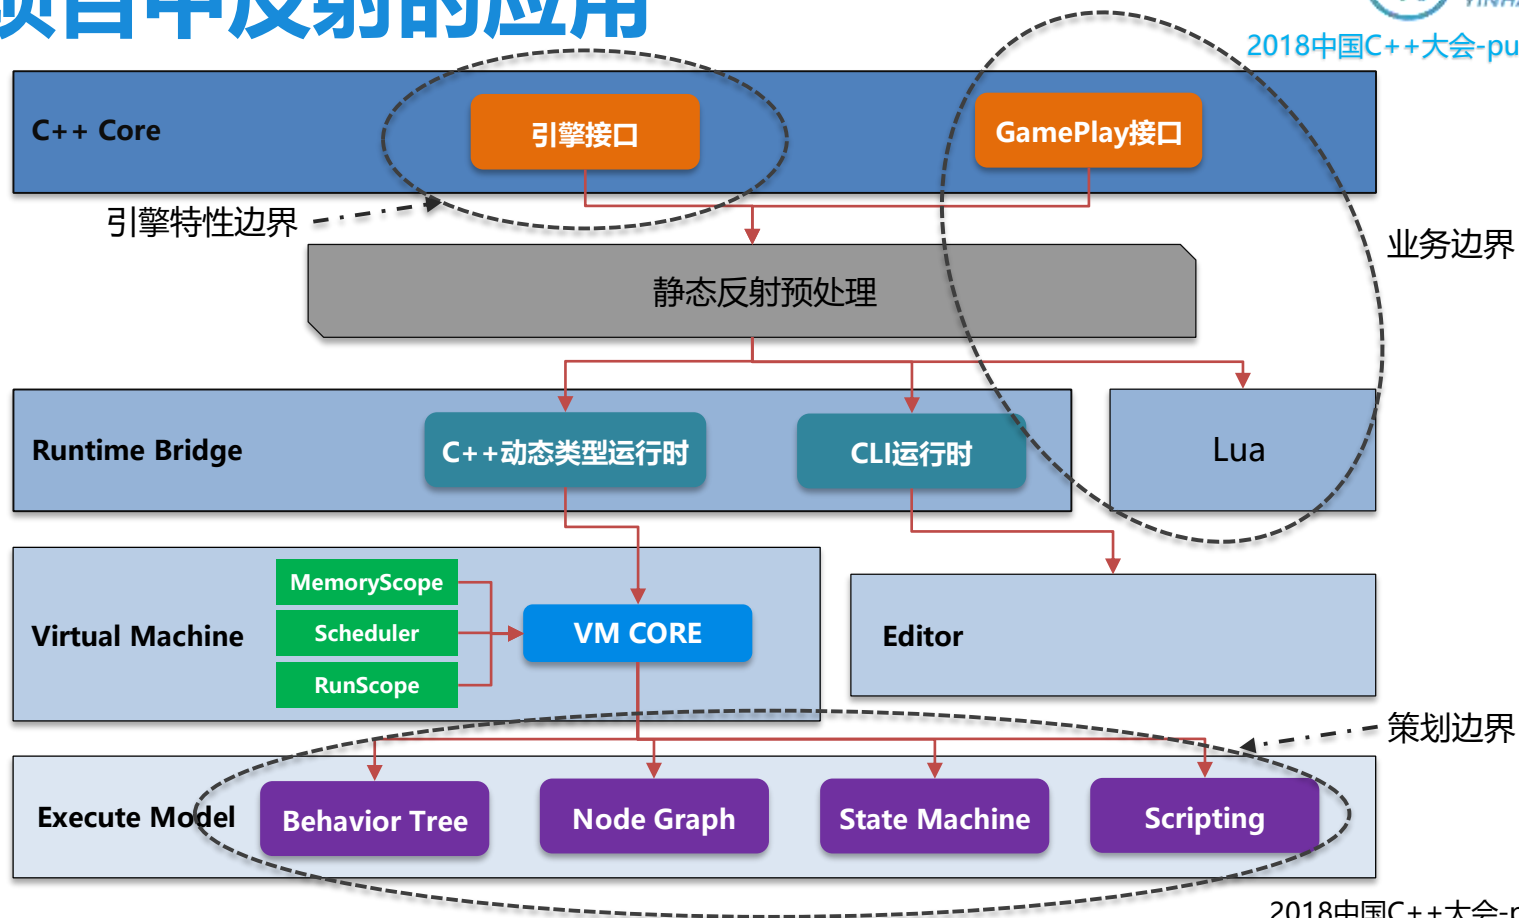 项目中反射的应用
2018中国C++大会-pu
C++ Core
引擎接口
GamePlay接口
引擎特性边界
业务边界
静态反射预处理
Runtime Bridge
C++动态类型运行时
CLI运行时
Lua
MemoryScope
Virtual Machine
Scheduler
VM CORE
Editor
RunScope
策划边界
Execute Model
Behavior Tree
Node Graph
State Machine
Scripting
2018中国C++大会-p